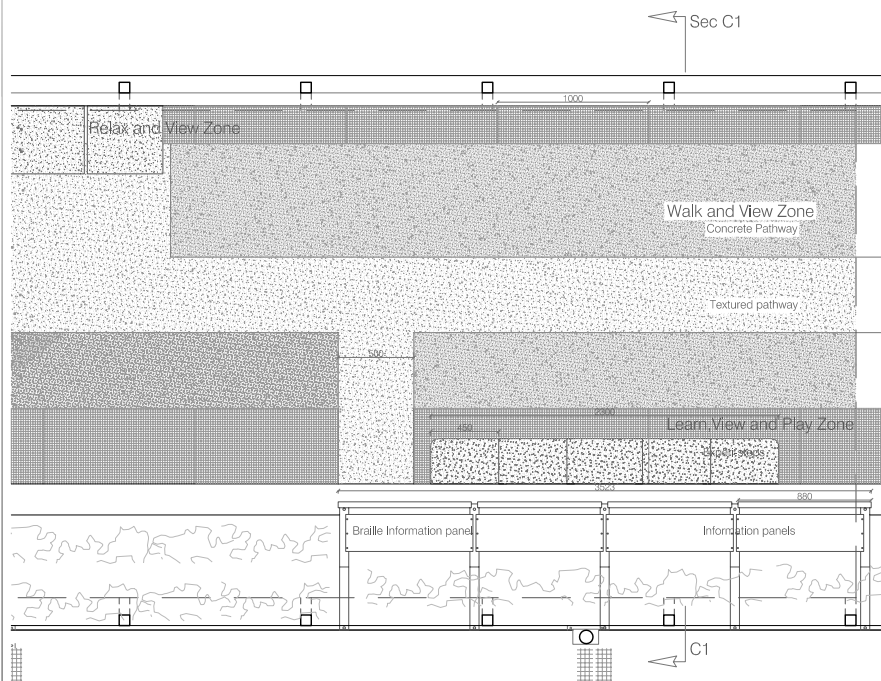 Sec C1
1000
Relax and View Zone
Walk and View Zone
Concrete Pathway
Textured pathway
500
2300
Learn,View and Play Zone
450
3523
880
Braille Information panel
Information panels
C1